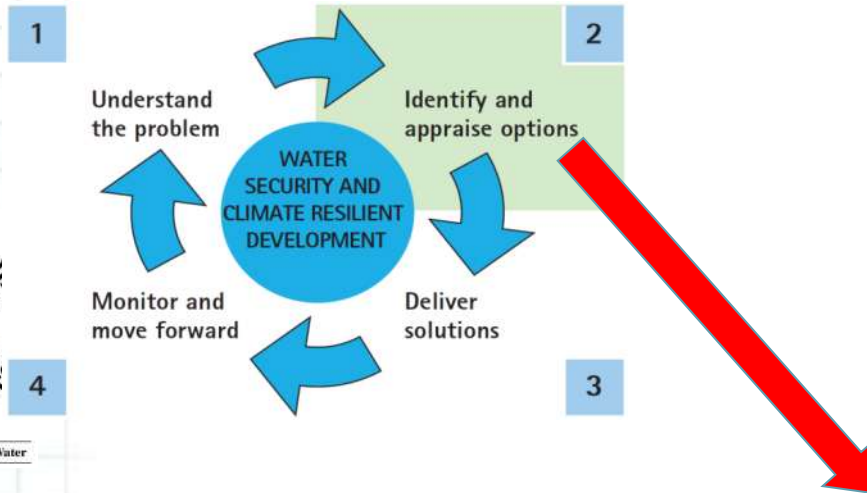 1
2
Understand
the problem
Identify and
appraise options
WATER
SECURITY AND
CLIMATE RESILIENT
DEVELOPMENT
Monitor and
move forward
Deliver
solutions
4
3